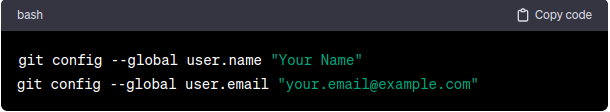 bash
Copy code
git config --global user.name "Your Name"
git config --global user.email "your.email@example.com"